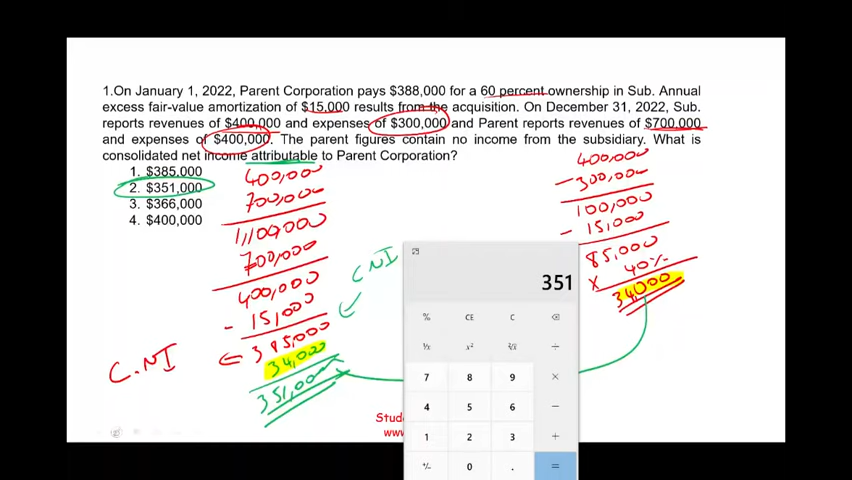 1.On January 1, 2022, Parent Corporation pays $388,000 for a 60 percent ownership in Sub. Annual
excess fair-value amortization of $15,000 results from the acquisition. On December 31, 2022, Sub.
reports revenues of $400,000 and expenses of $300,000 and Parent reports revenues of $700,000
and expenses of $400,000. The parent figures contain no income from the subsidiary. What is
consolidated net income attributable to Parent Corporation?
1. $385,000
2. $351,000
3. $366,000
4. $400,000
400,000
700,000
1,100,000
700,000
400,000
- 15,000
← 385,000
34,000
351,000
C.NI
CNI
400,000
- 300,000
100,000
- 15,000
85,000
x 40%
34,000
351
% CE C
¹/x x² ²√x ÷
7 8 9 ×
4 5 6 −
1 2 3 +
+/- 0 . =
Stude
www